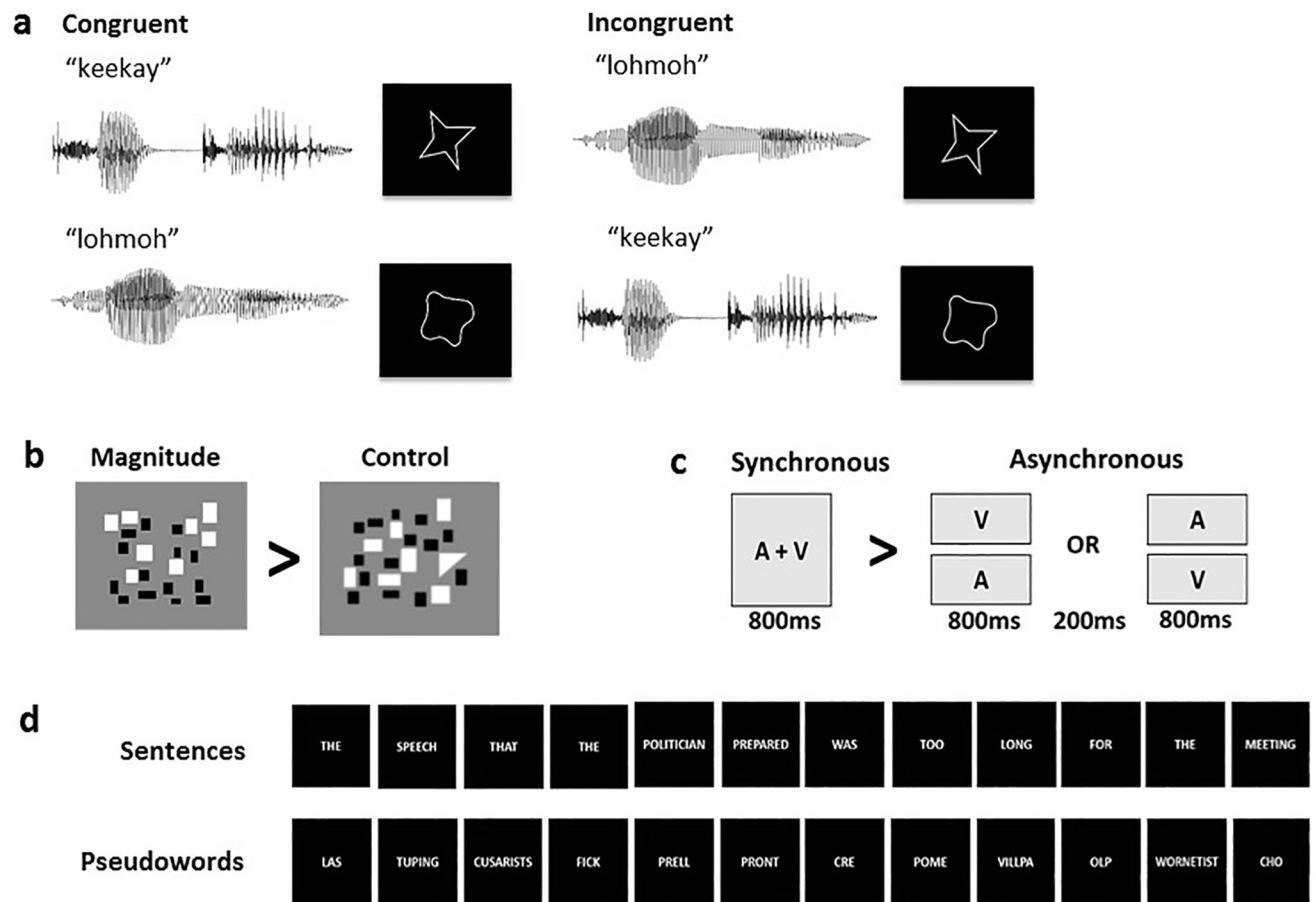 a Congruent Incongruent
“keekay” “lohmoh”
“lohmoh” “keekay”
b Magnitude > Control
c Synchronous > Asynchronous
A + V V A
OR
A V
800ms 800ms 200ms 800ms
d
Sentences THE SPEECH THAT THE POLITICIAN PREPARED WAS TOO LONG FOR THE MEETING
Pseudowords LAS TUPING CUSARISTS FICK PRELL PRONT CRE POME VILLPA OLP WORNETIST CHO